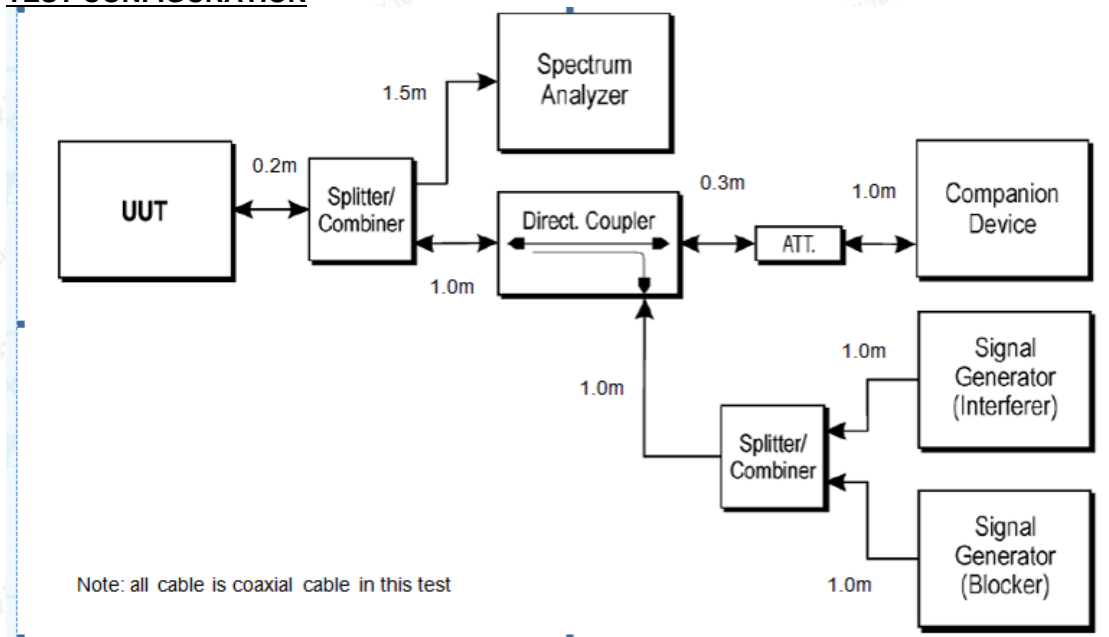 TEST CONFIGURATION
Spectrum
Analyzer
1.5m
UUT
0.2m
Splitter/
Combiner
1.0m
Direct. Coupler
0.3m
ATT.
1.0m
Companion
Device
1.0m
Splitter/
Combiner
1.0m
Signal
Generator
(Interferer)
1.0m
Signal
Generator
(Blocker)
Note: all cable is coaxial cable in this test